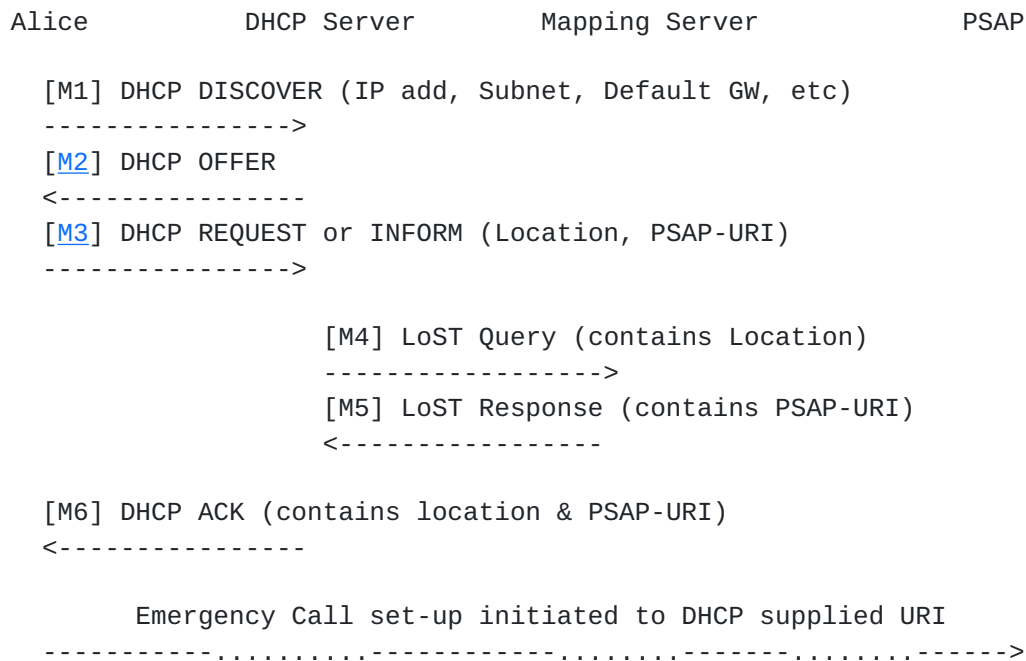 Alice          DHCP Server        Mapping Server             PSAP
[M1] DHCP DISCOVER (IP add, Subnet, Default GW, etc)
---------------->
[M2] DHCP OFFER
<----------------
[M3] DHCP REQUEST or INFORM (Location, PSAP-URI)
---------------->
[M4] LoST Query (contains Location)
------------------>
[M5] LoST Response (contains PSAP-URI)
<-----------------
[M6] DHCP ACK (contains location & PSAP-URI)
<----------------
Emergency Call set-up initiated to DHCP supplied URI
-----------..........------------........-------........------>